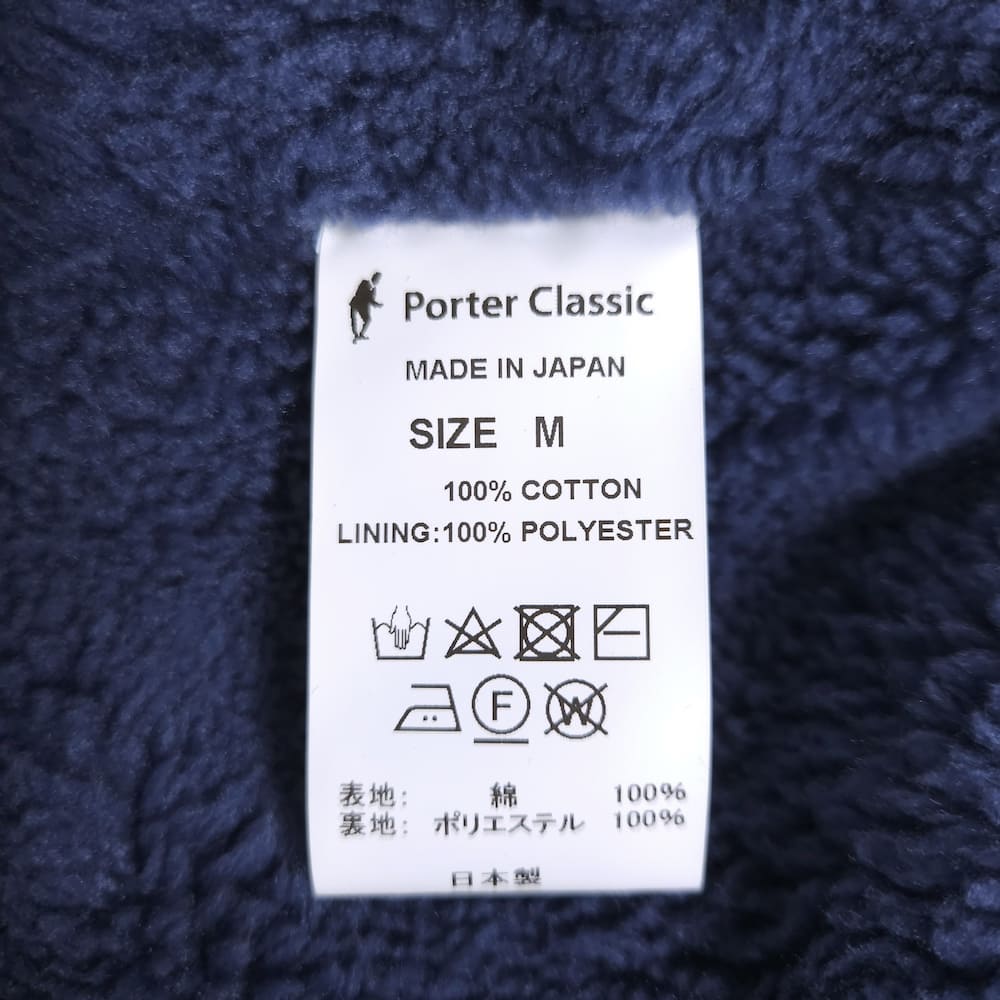 Porter Classic
MADE IN JAPAN
SIZE M
100% COTTON
LINING:100% POLYESTER
F W
表地: 綿 100%
裏地: ポリエステル 100%
日本製